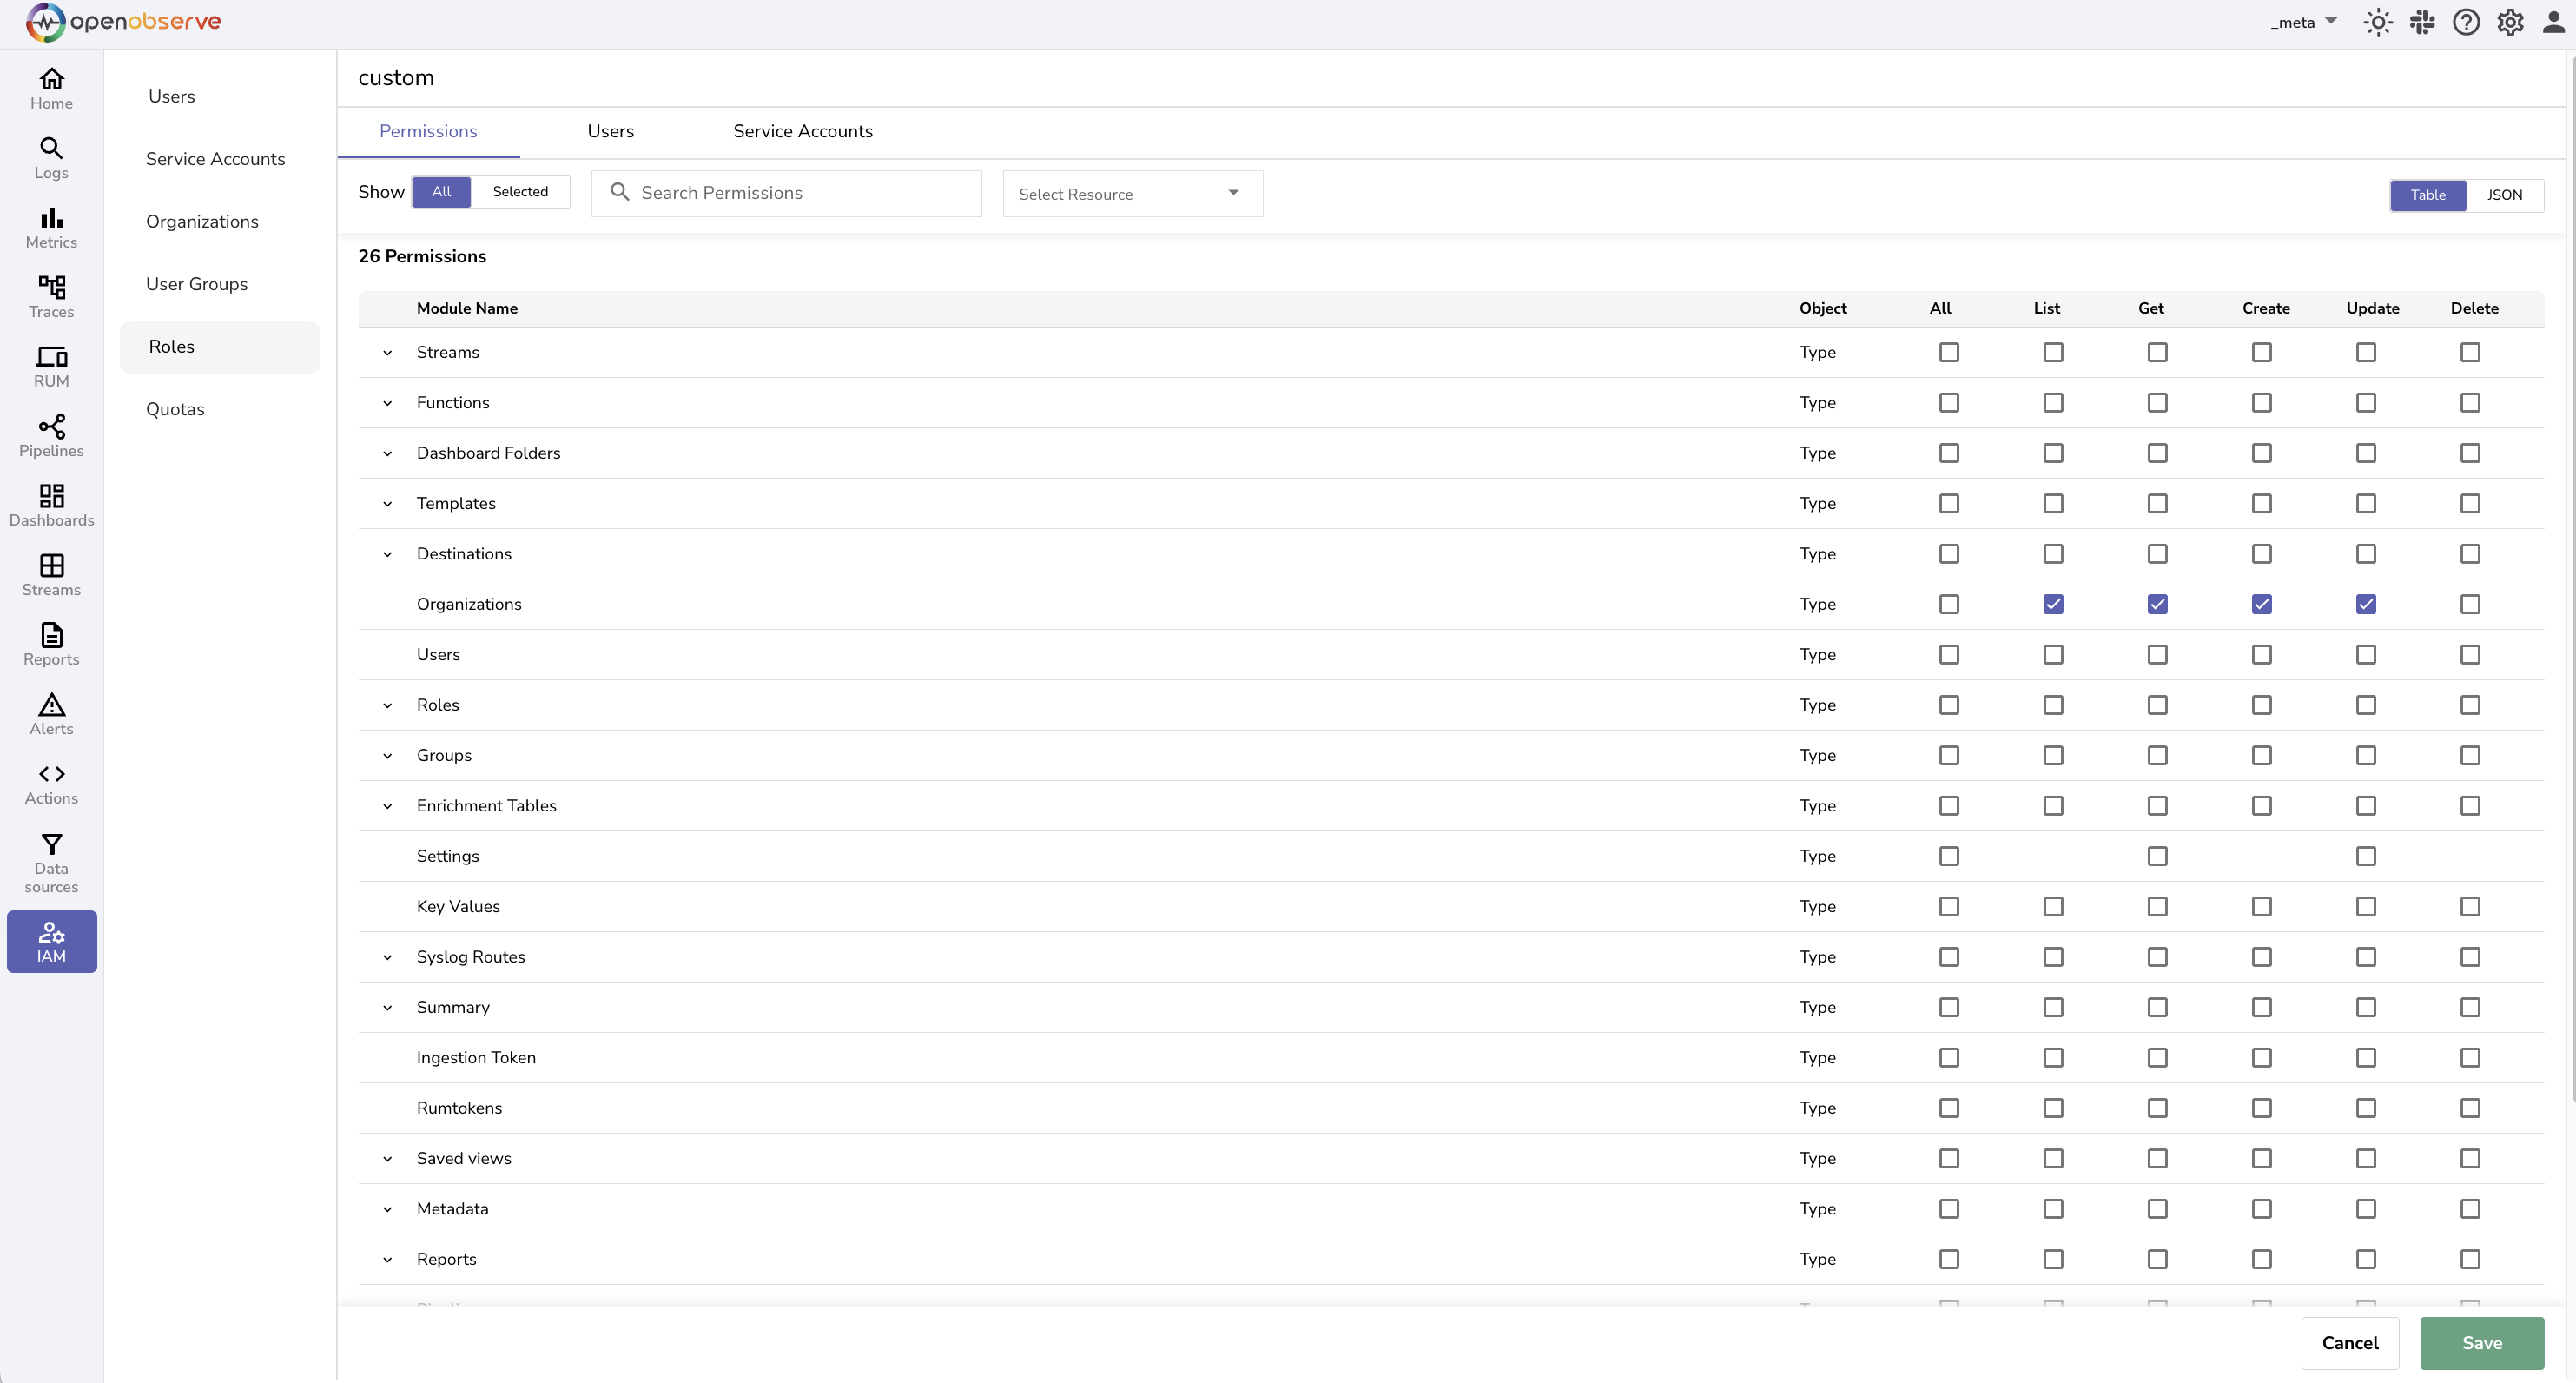 openobserve
_meta
Home
Logs
Metrics
Traces
RUM
Pipelines
Dashboards
Streams
Reports
Alerts
Actions
Data
sources
IAM
Users
Service Accounts
Organizations
User Groups
Roles
Quotas
custom
Permissions Users Service Accounts
Show All Selected Search Permissions Select Resource Table JSON
26 Permissions
Module Name Object All List Get Create Update Delete
Streams Type
Functions Type
Dashboard Folders Type
Templates Type
Destinations Type
Organizations Type
Users Type
Roles Type
Groups Type
Enrichment Tables Type
Settings Type
Key Values Type
Syslog Routes Type
Summary Type
Ingestion Token Type
Rumtokens Type
Saved views Type
Metadata Type
Reports Type
Cancel Save